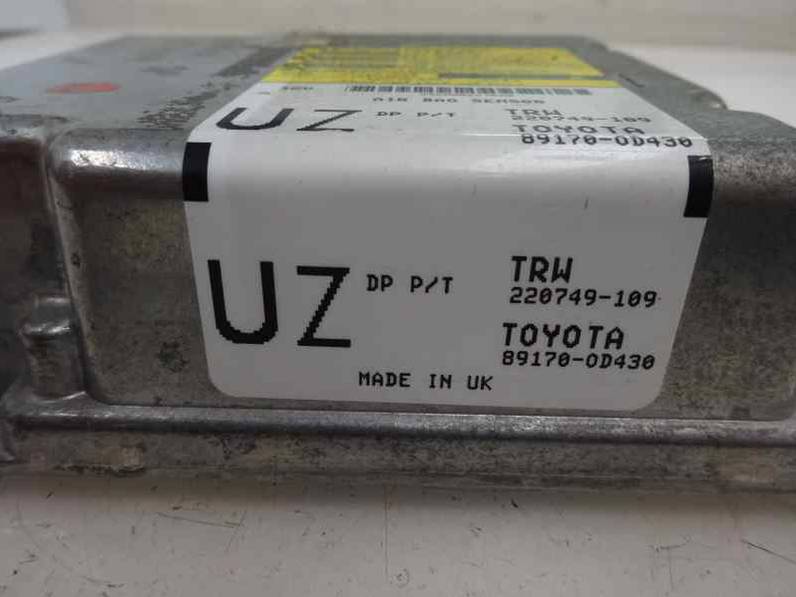 AIR BAG SENSOR
UZ DP P/T TRW
220749-109
TOYOTA
89170-0D430
UZ DP P/T TRW
220749-109
TOYOTA
89170-0D430
MADE IN UK